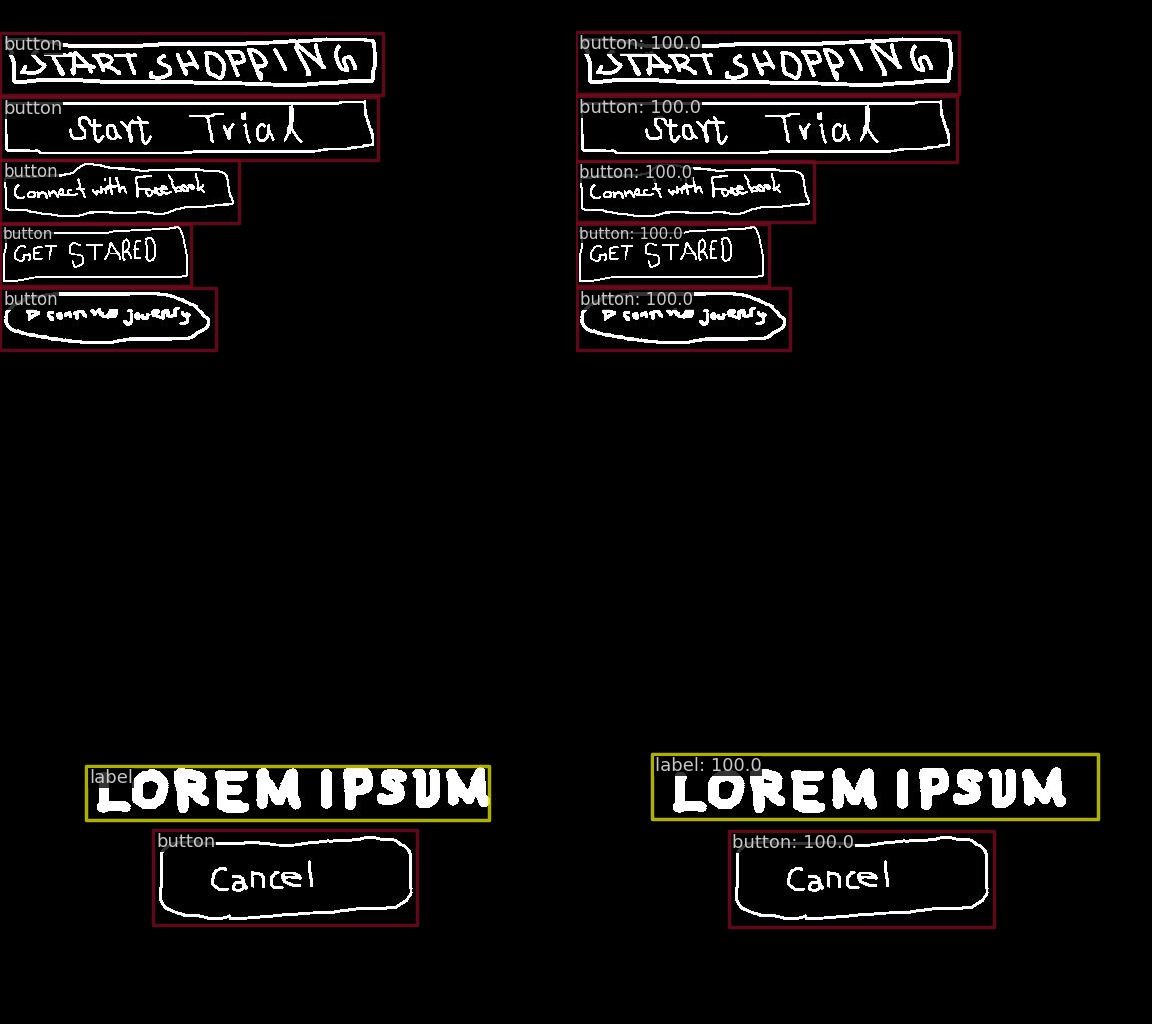 button button: 100.0
START SHOPPING START SHOPPING
button button: 100.0
Start Trial Start Trial
button button: 100.0
Connect with Facebook Connect with Facebook
button button: 100.0
GET STARED GET STARED
button button: 100.0
label label: 100.0
LOREM IPSUM LOREM IPSUM
button button: 100.0
Cancel Cancel